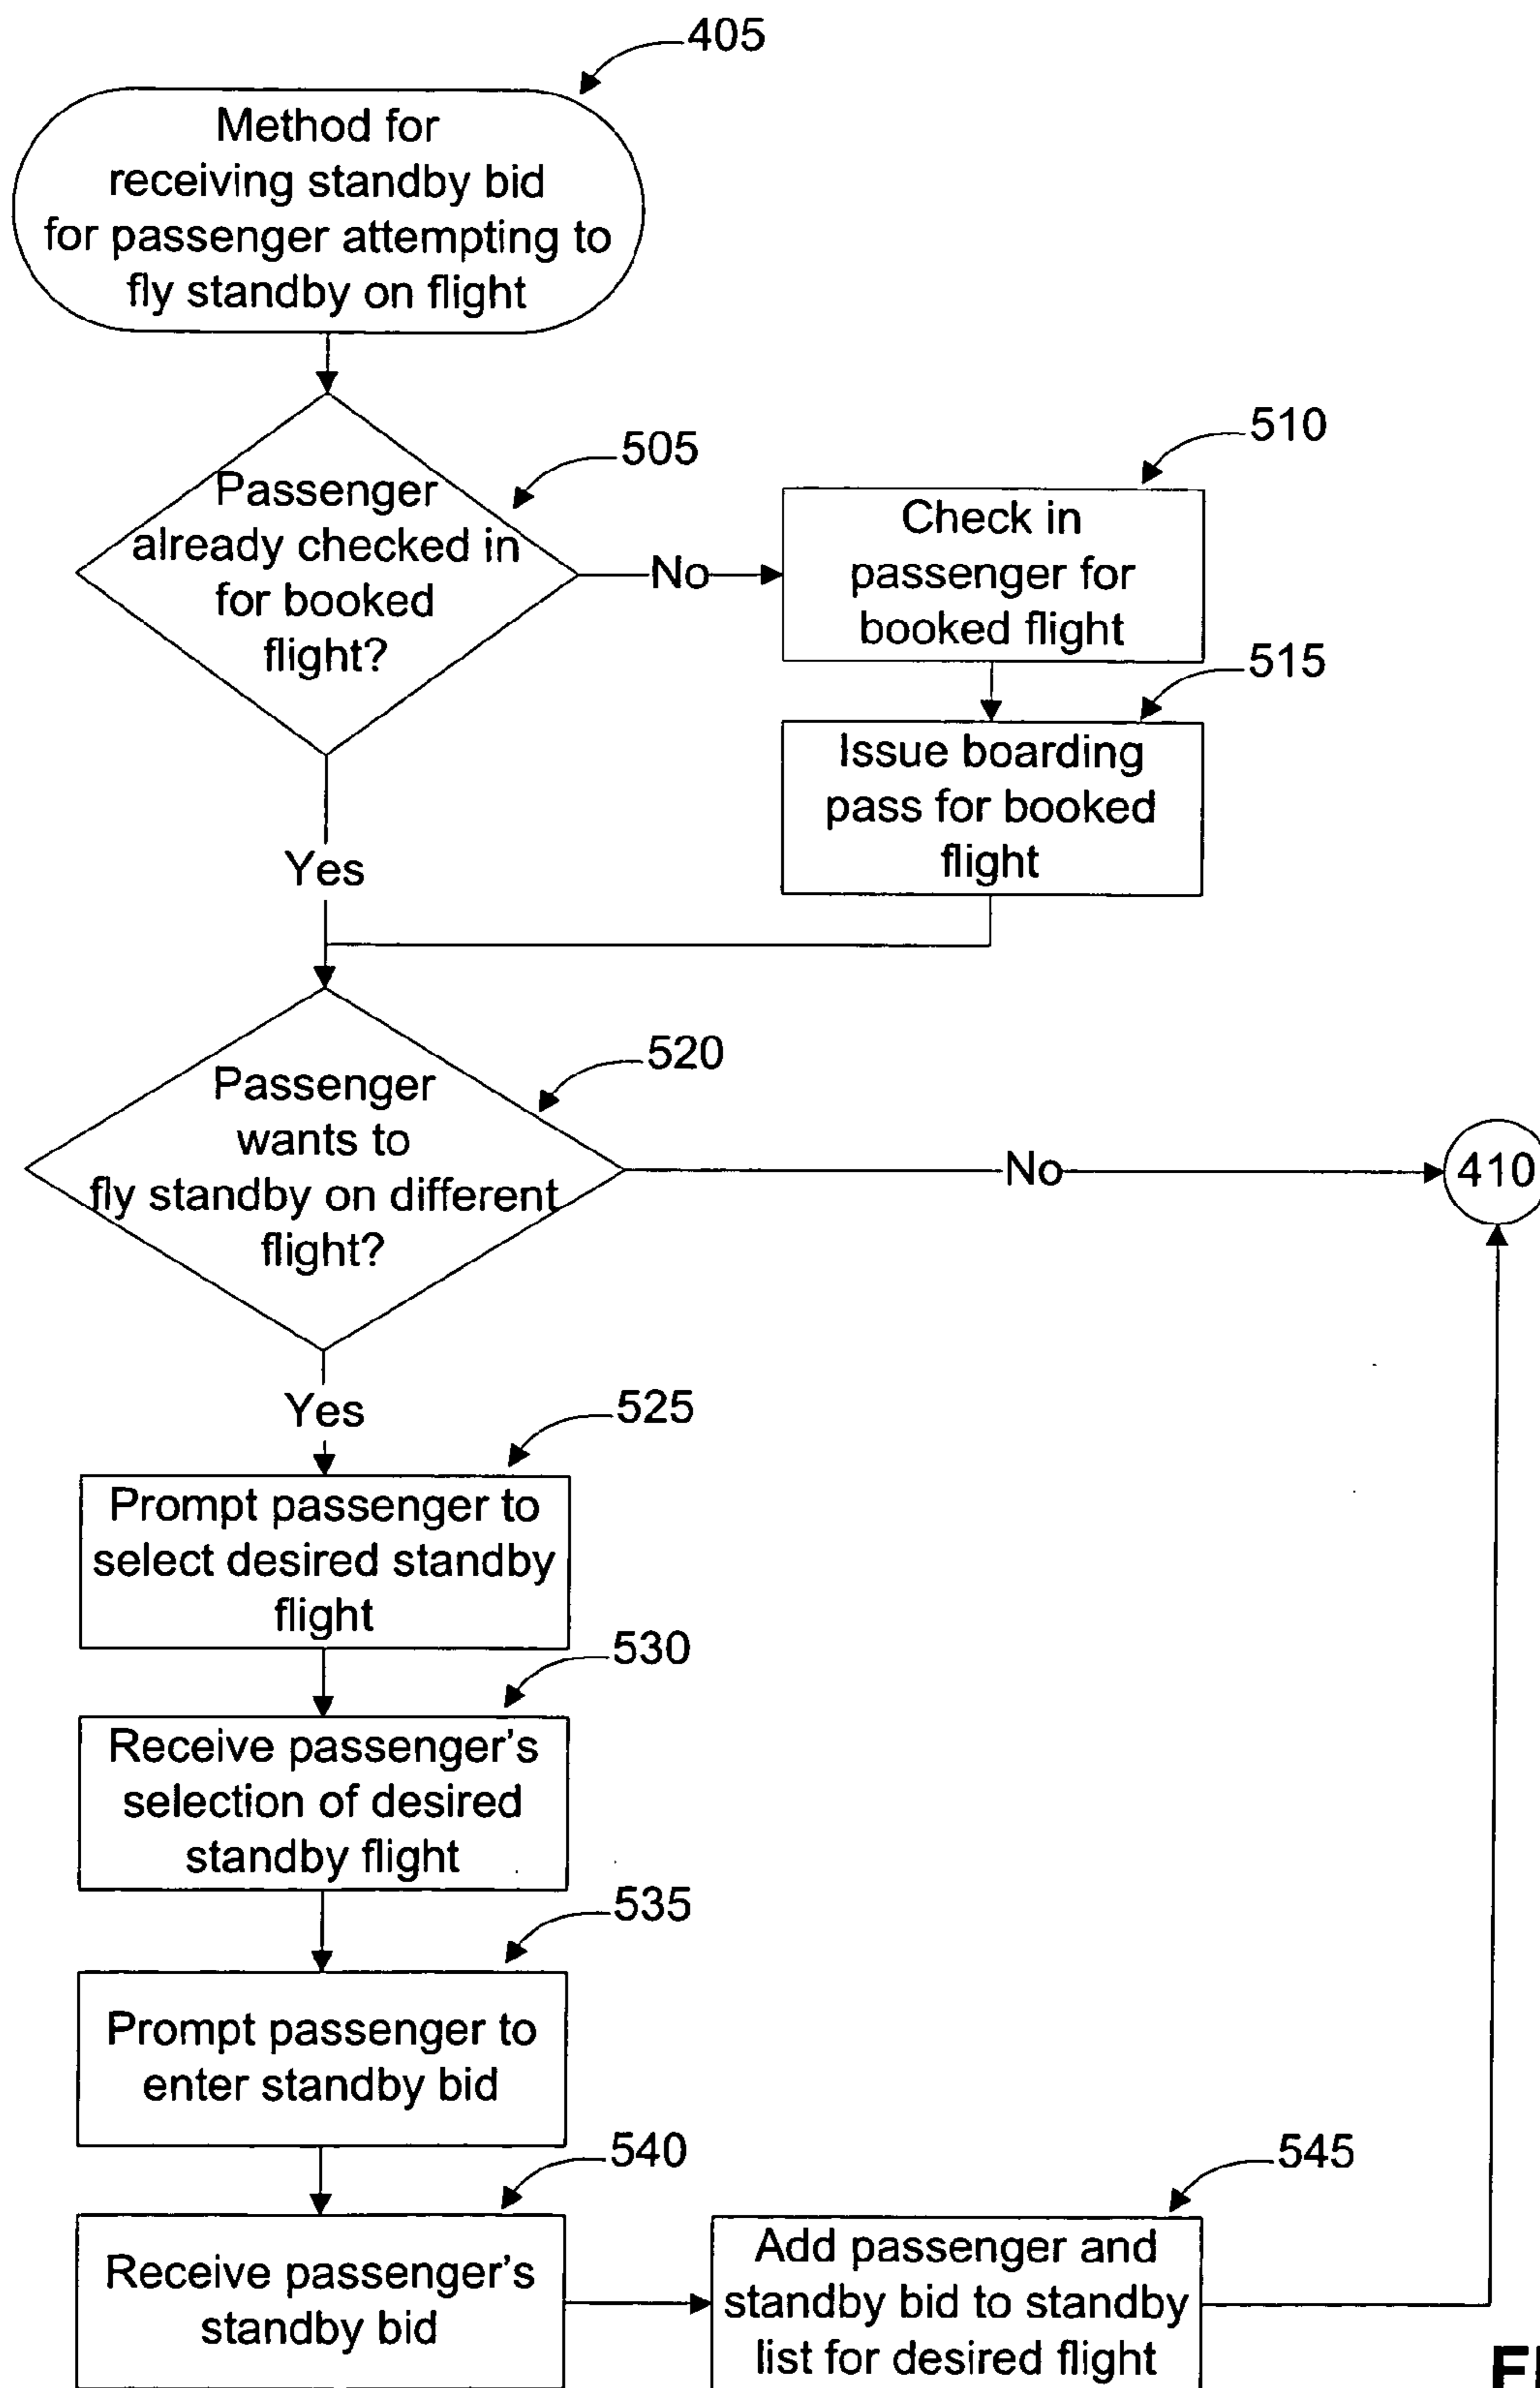 405
Method for
receiving standby bid
for passenger attempting to
fly standby on flight
505
Passenger
already checked in
for booked
flight?
No
510
Check in
passenger for
booked flight
515
Issue boarding
pass for booked
flight
Yes
520
Passenger
wants to
fly standby on different
flight?
No
410
Yes
525
Prompt passenger to
select desired standby
flight
530
Receive passenger's
selection of desired
standby flight
535
Prompt passenger to
enter standby bid
540
Receive passenger's
standby bid
545
Add passenger and
standby bid to standby
list for desired flight